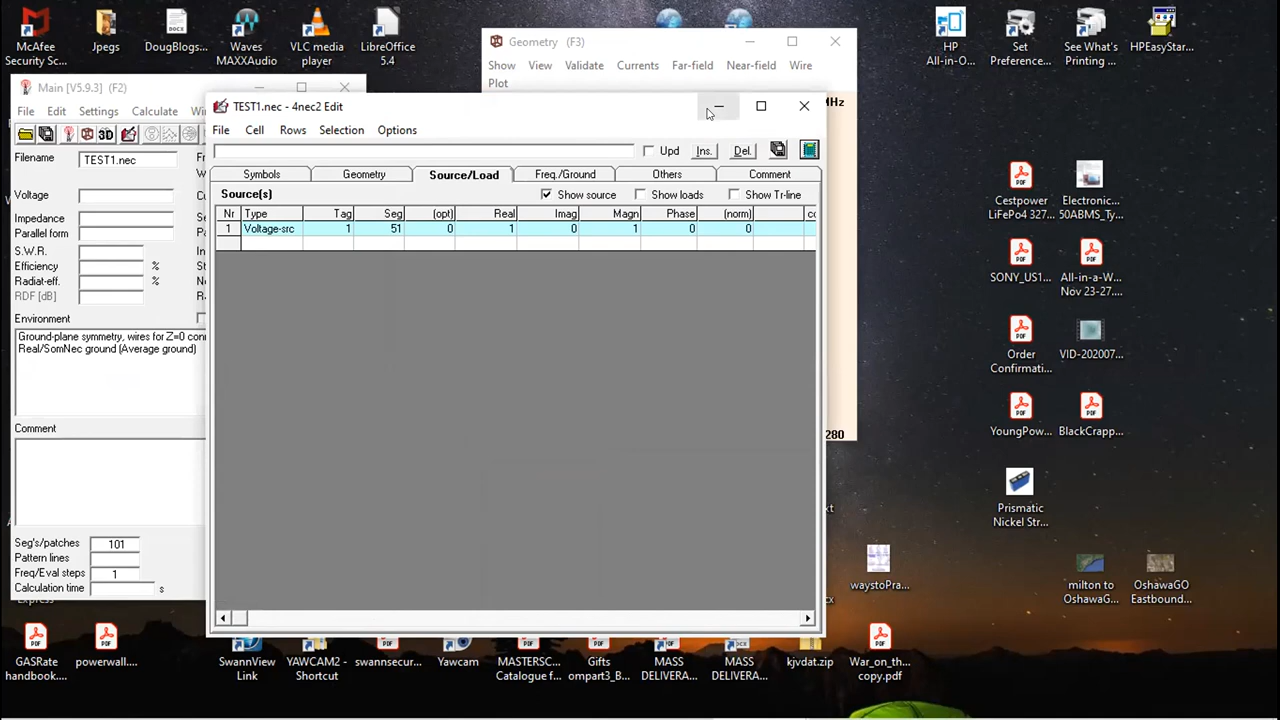 McAfee
Security Sc...
Jpegs
DougBlogs...
Waves
MAXXAudio
VLC media
player
LibreOffice
5.4
HP
All-in-O...
Set
Preference...
See What's
Printing ...
HPEasyStar...
Geometry (F3)
Show View Validate Currents Far-field Near-field Wire
Plot
MHz
280
Main [V5.9.3] (F2)
File Edit Settings Calculate Wi
3D
Filename TEST1.nec
Voltage
Impedance
Parallel form
S.W.R.
Efficiency %
Radiat-eff. %
RDF [dB]
Environment
Ground-plane symmetry, wires for Z=0 conn
Real/SomNec ground (Average ground)
Comment
Seg's/patches 101
Pattern lines
Freq/Eval steps 1
Calculation time s
TEST1.nec - 4nec2 Edit
File Cell Rows Selection Options
Upd Ins. Del.
Symbols Geometry Source/Load Freq./Ground Others Comment
Source(s) Show source Show loads Show Tr-line
Nr Type Tag Seg (opt) Real Imag Magn Phase (norm) co
1 Voltage-src 1 51 0 1 0 1 0 0
Cestpower
LiFePo4 327...
Electronic...
50ABMS_Ty...
SONY_US1...
All-in-a-W...
Nov 23-27....
Order
Confirmati...
VID-202007...
YoungPow...
BlackCrapp...
Prismatic
Nickel Str...
waystoPra...
milton to
OshawaG...
OshawaGO
Eastbound...
xt
cx
Express
GASRate
handbook....
powerwall....
SwannView
Link
YAWCAM2 -
Shortcut
swannsecur...
Yawcam
MASTERSC...
Catalogue f...
Gifts
ompart3_B...
MASS
DELIVERA...
MASS
DELIVERA...
kjvdat.zip
War_on_th...
copy.pdf